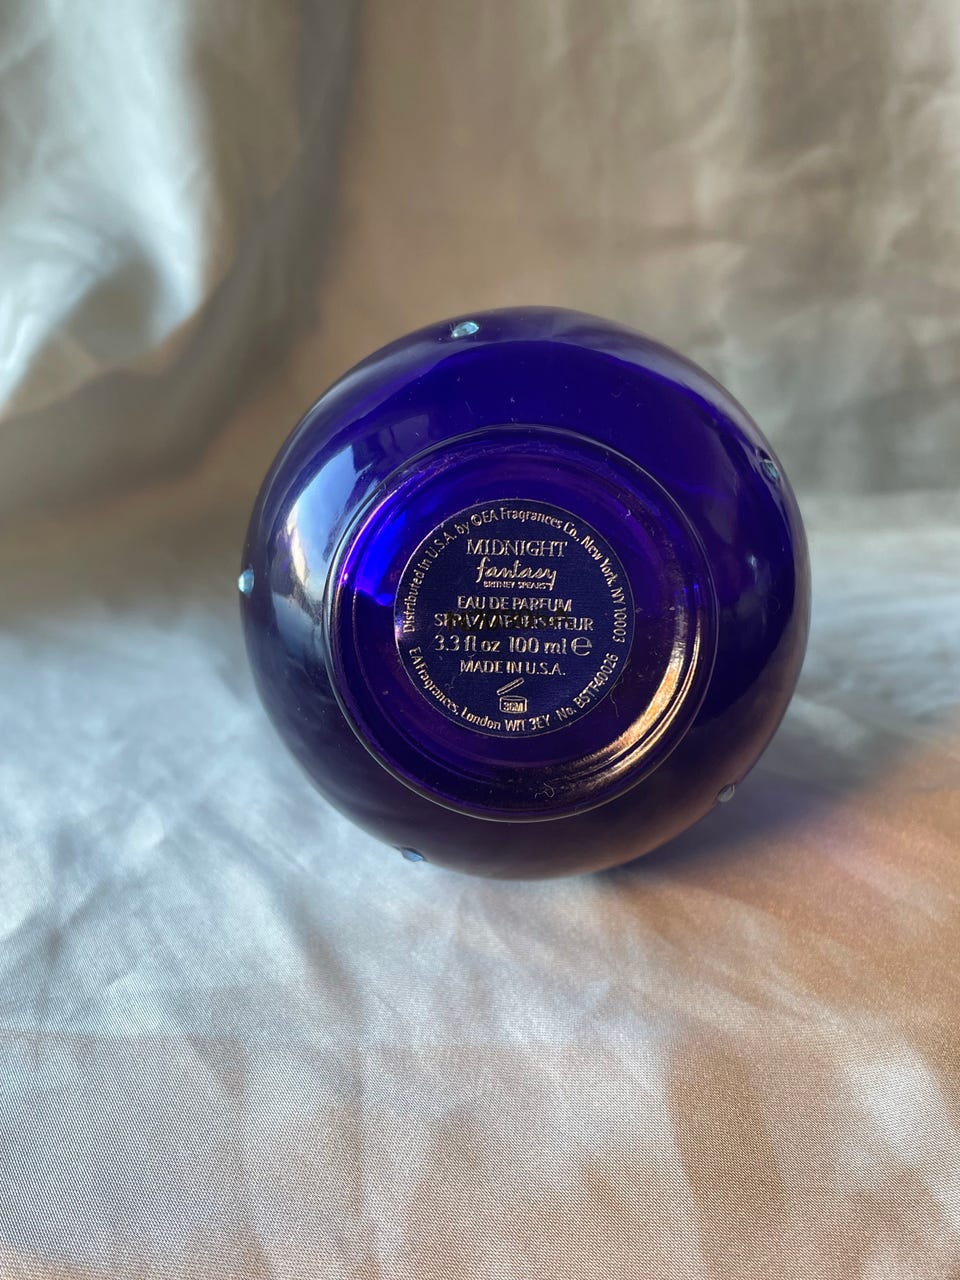 Distributed in U.S.A. by ©EA Fragrances Co., New York, NY 10003
MIDNIGHT
fantasy
BRITNEY SPEARS
EAU DE PARFUM
SPRAY/VAPORISATEUR
3.3 fl oz 100 ml ℮
MADE IN U.S.A.
36M
EA Fragrances, London W1T 3EY No. BSTF40026